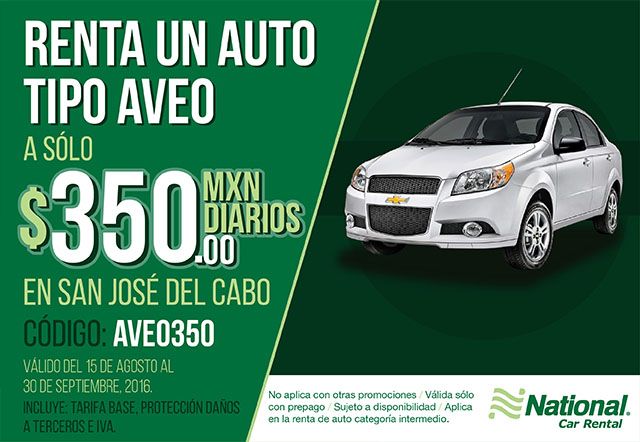 RENTA UN AUTO
TIPO AVEO
A SÓLO
$350.00
MXN
DIARIOS
EN SAN JOSÉ DEL CABO
CÓDIGO: AVEO350
VÁLIDO DEL 15 DE AGOSTO AL
30 DE SEPTIEMBRE, 2016.
INCLUYE: TARIFA BASE, PROTECCIÓN DAÑOS
A TERCEROS E IVA.
No aplica con otras promociones / Válida sólo
con prepago / Sujeto a disponibilidad / Aplica
en la renta de auto categoría intermedio.
National®
Car Rental